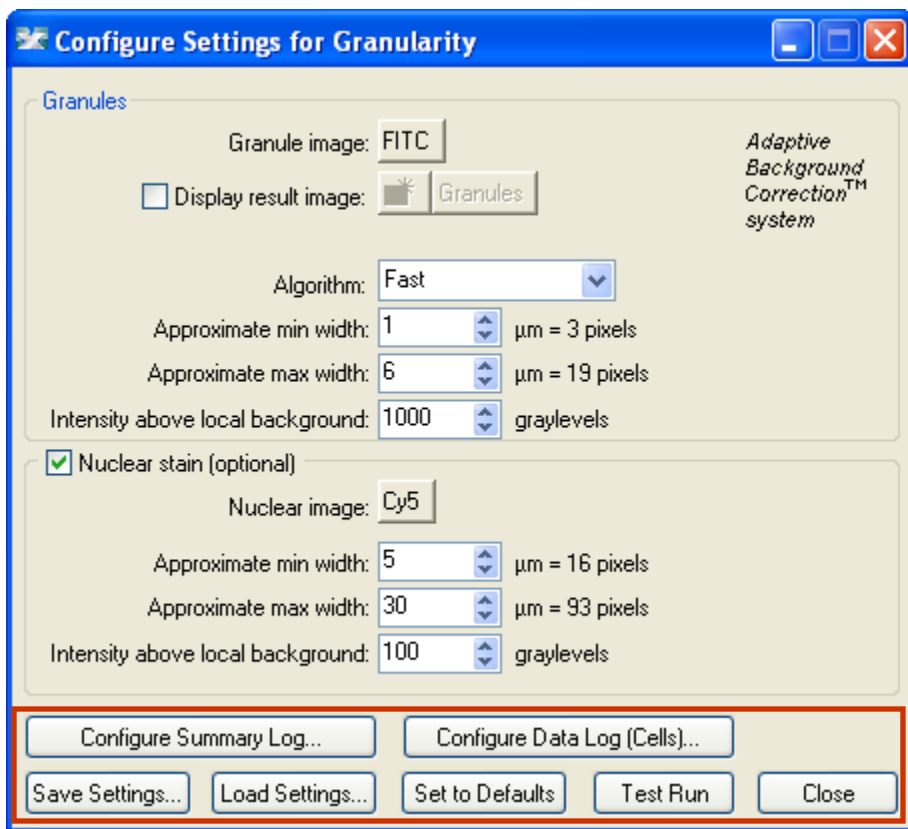 Configure Settings for Granularity
Granules
Granule image: FITC
Adaptive
Background
Correction™
system
Display result image: Granules
Algorithm: Fast
Approximate min width: 1 µm = 3 pixels
Approximate max width: 6 µm = 19 pixels
Intensity above local background: 1000 graylevels
Nuclear stain (optional)
Nuclear image: Cy5
Approximate min width: 5 µm = 16 pixels
Approximate max width: 30 µm = 93 pixels
Intensity above local background: 100 graylevels
Configure Summary Log... Configure Data Log (Cells)...
Save Settings... Load Settings... Set to Defaults Test Run Close